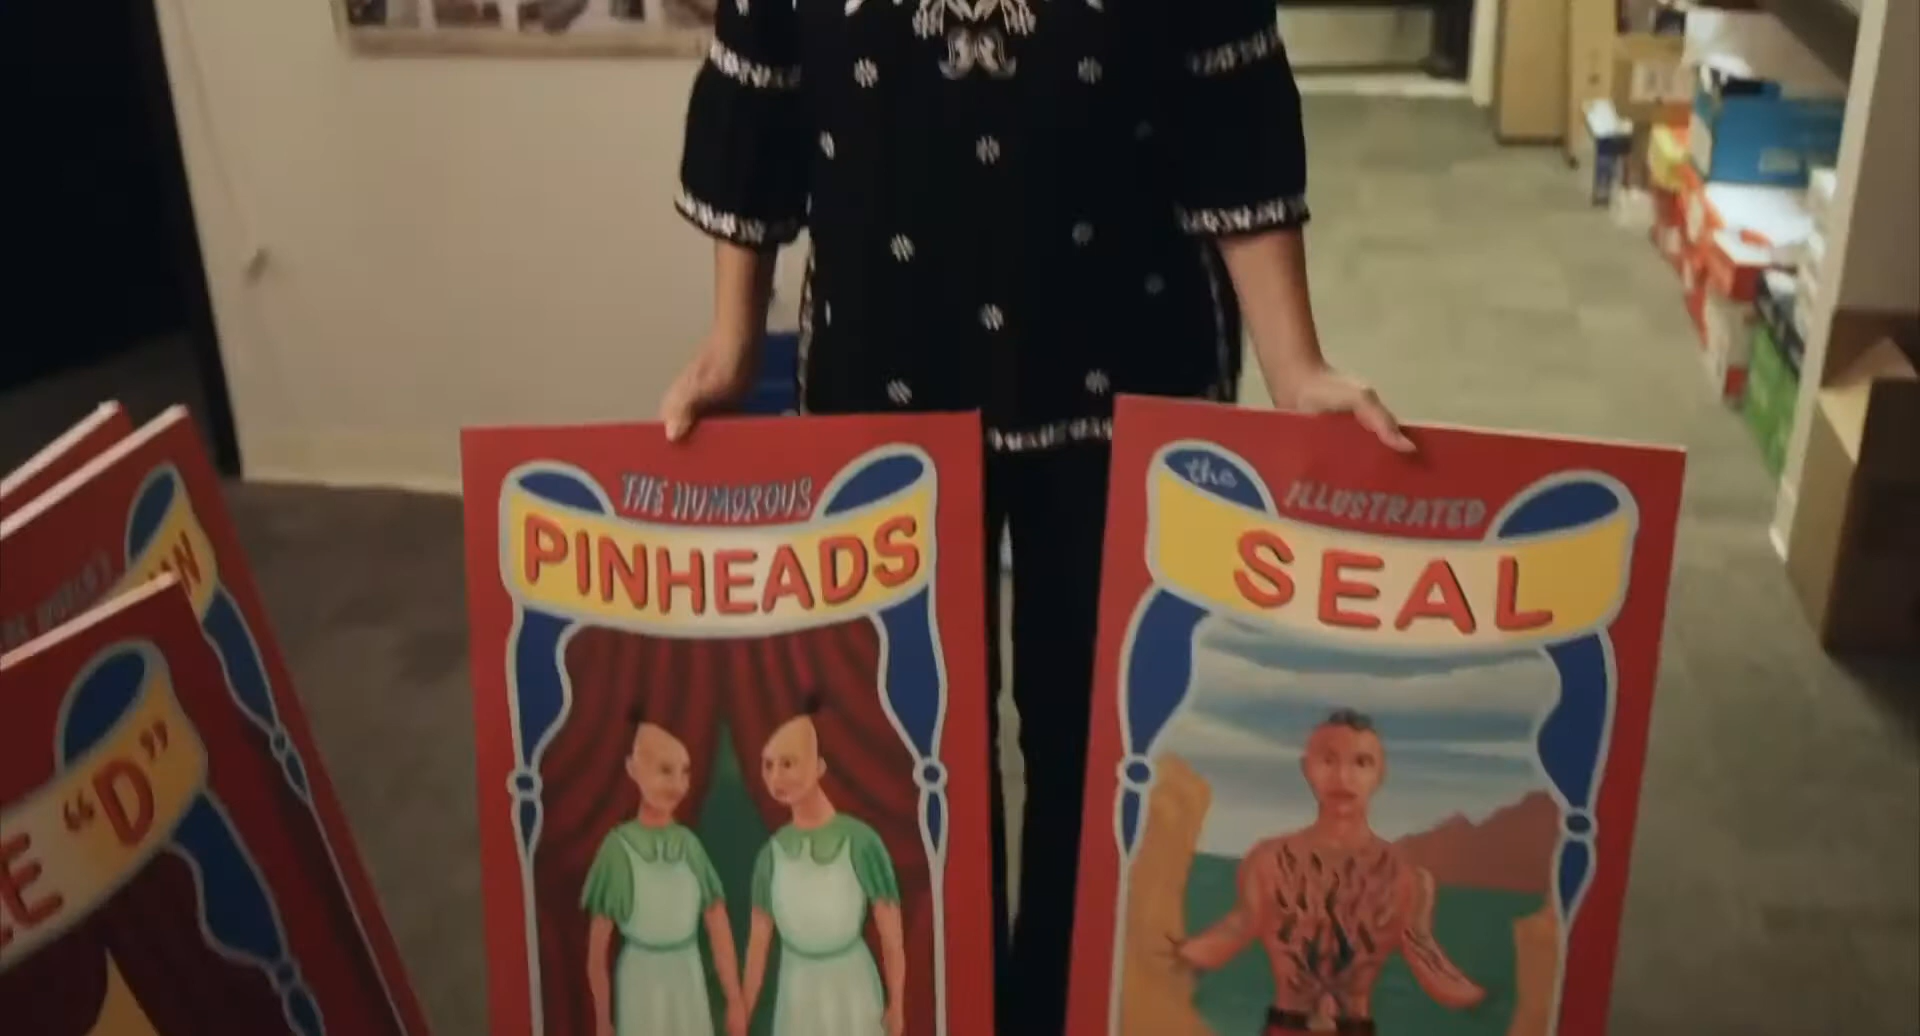 THE HUMOROUS
PINHEADS
the ILLUSTRATED
SEAL
"D"